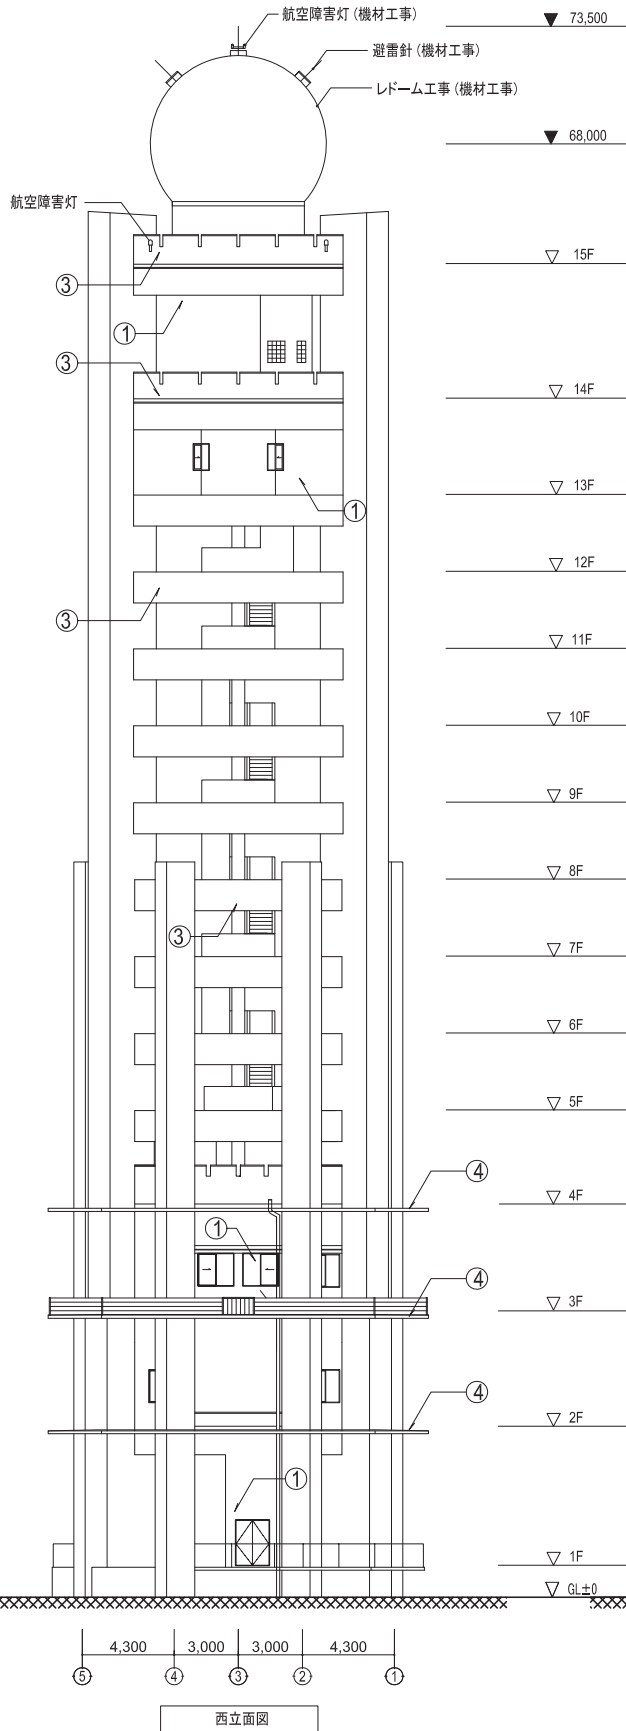 航空障害灯(機材工事)
73,500
避雷針(機材工事)
レドーム工事(機材工事)
68,000
航空障害灯
15F
③
①
③
14F
13F
①
12F
③
11F
10F
9F
8F
③
7F
6F
5F
④
4F
①
④
3F
④
2F
①
1F
GL±0
4,300 3,000 3,000 4,300
⑤ ④ ③ ② ①
西立面図